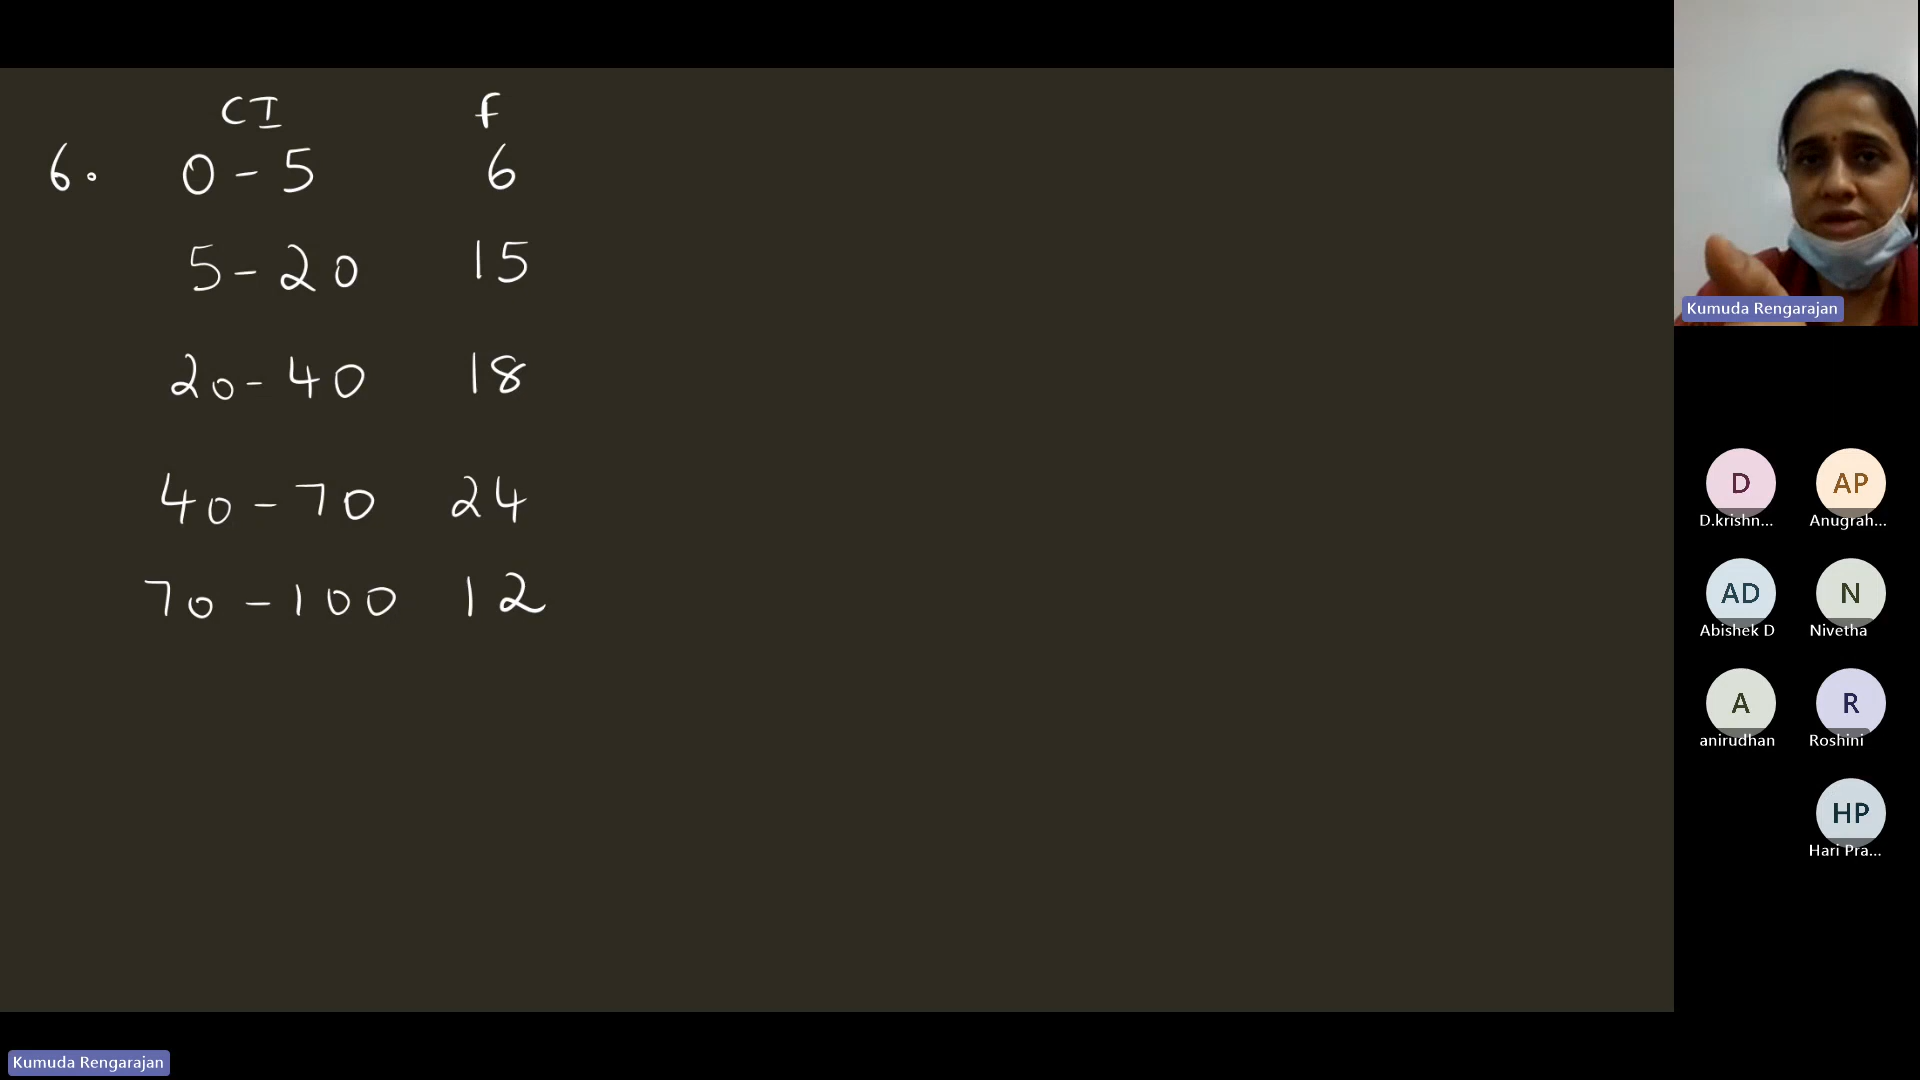 CI f
6. 0 - 5 6
5 - 20 15
20 - 40 18
40 - 70 24
70 - 100 12
Kumuda Rengarajan
D AP
D.krishn... Anugrah...
AD N
Abishek D Nivetha
A R
anirudhan Roshini
HP
Hari Pra...
Kumuda Rengarajan